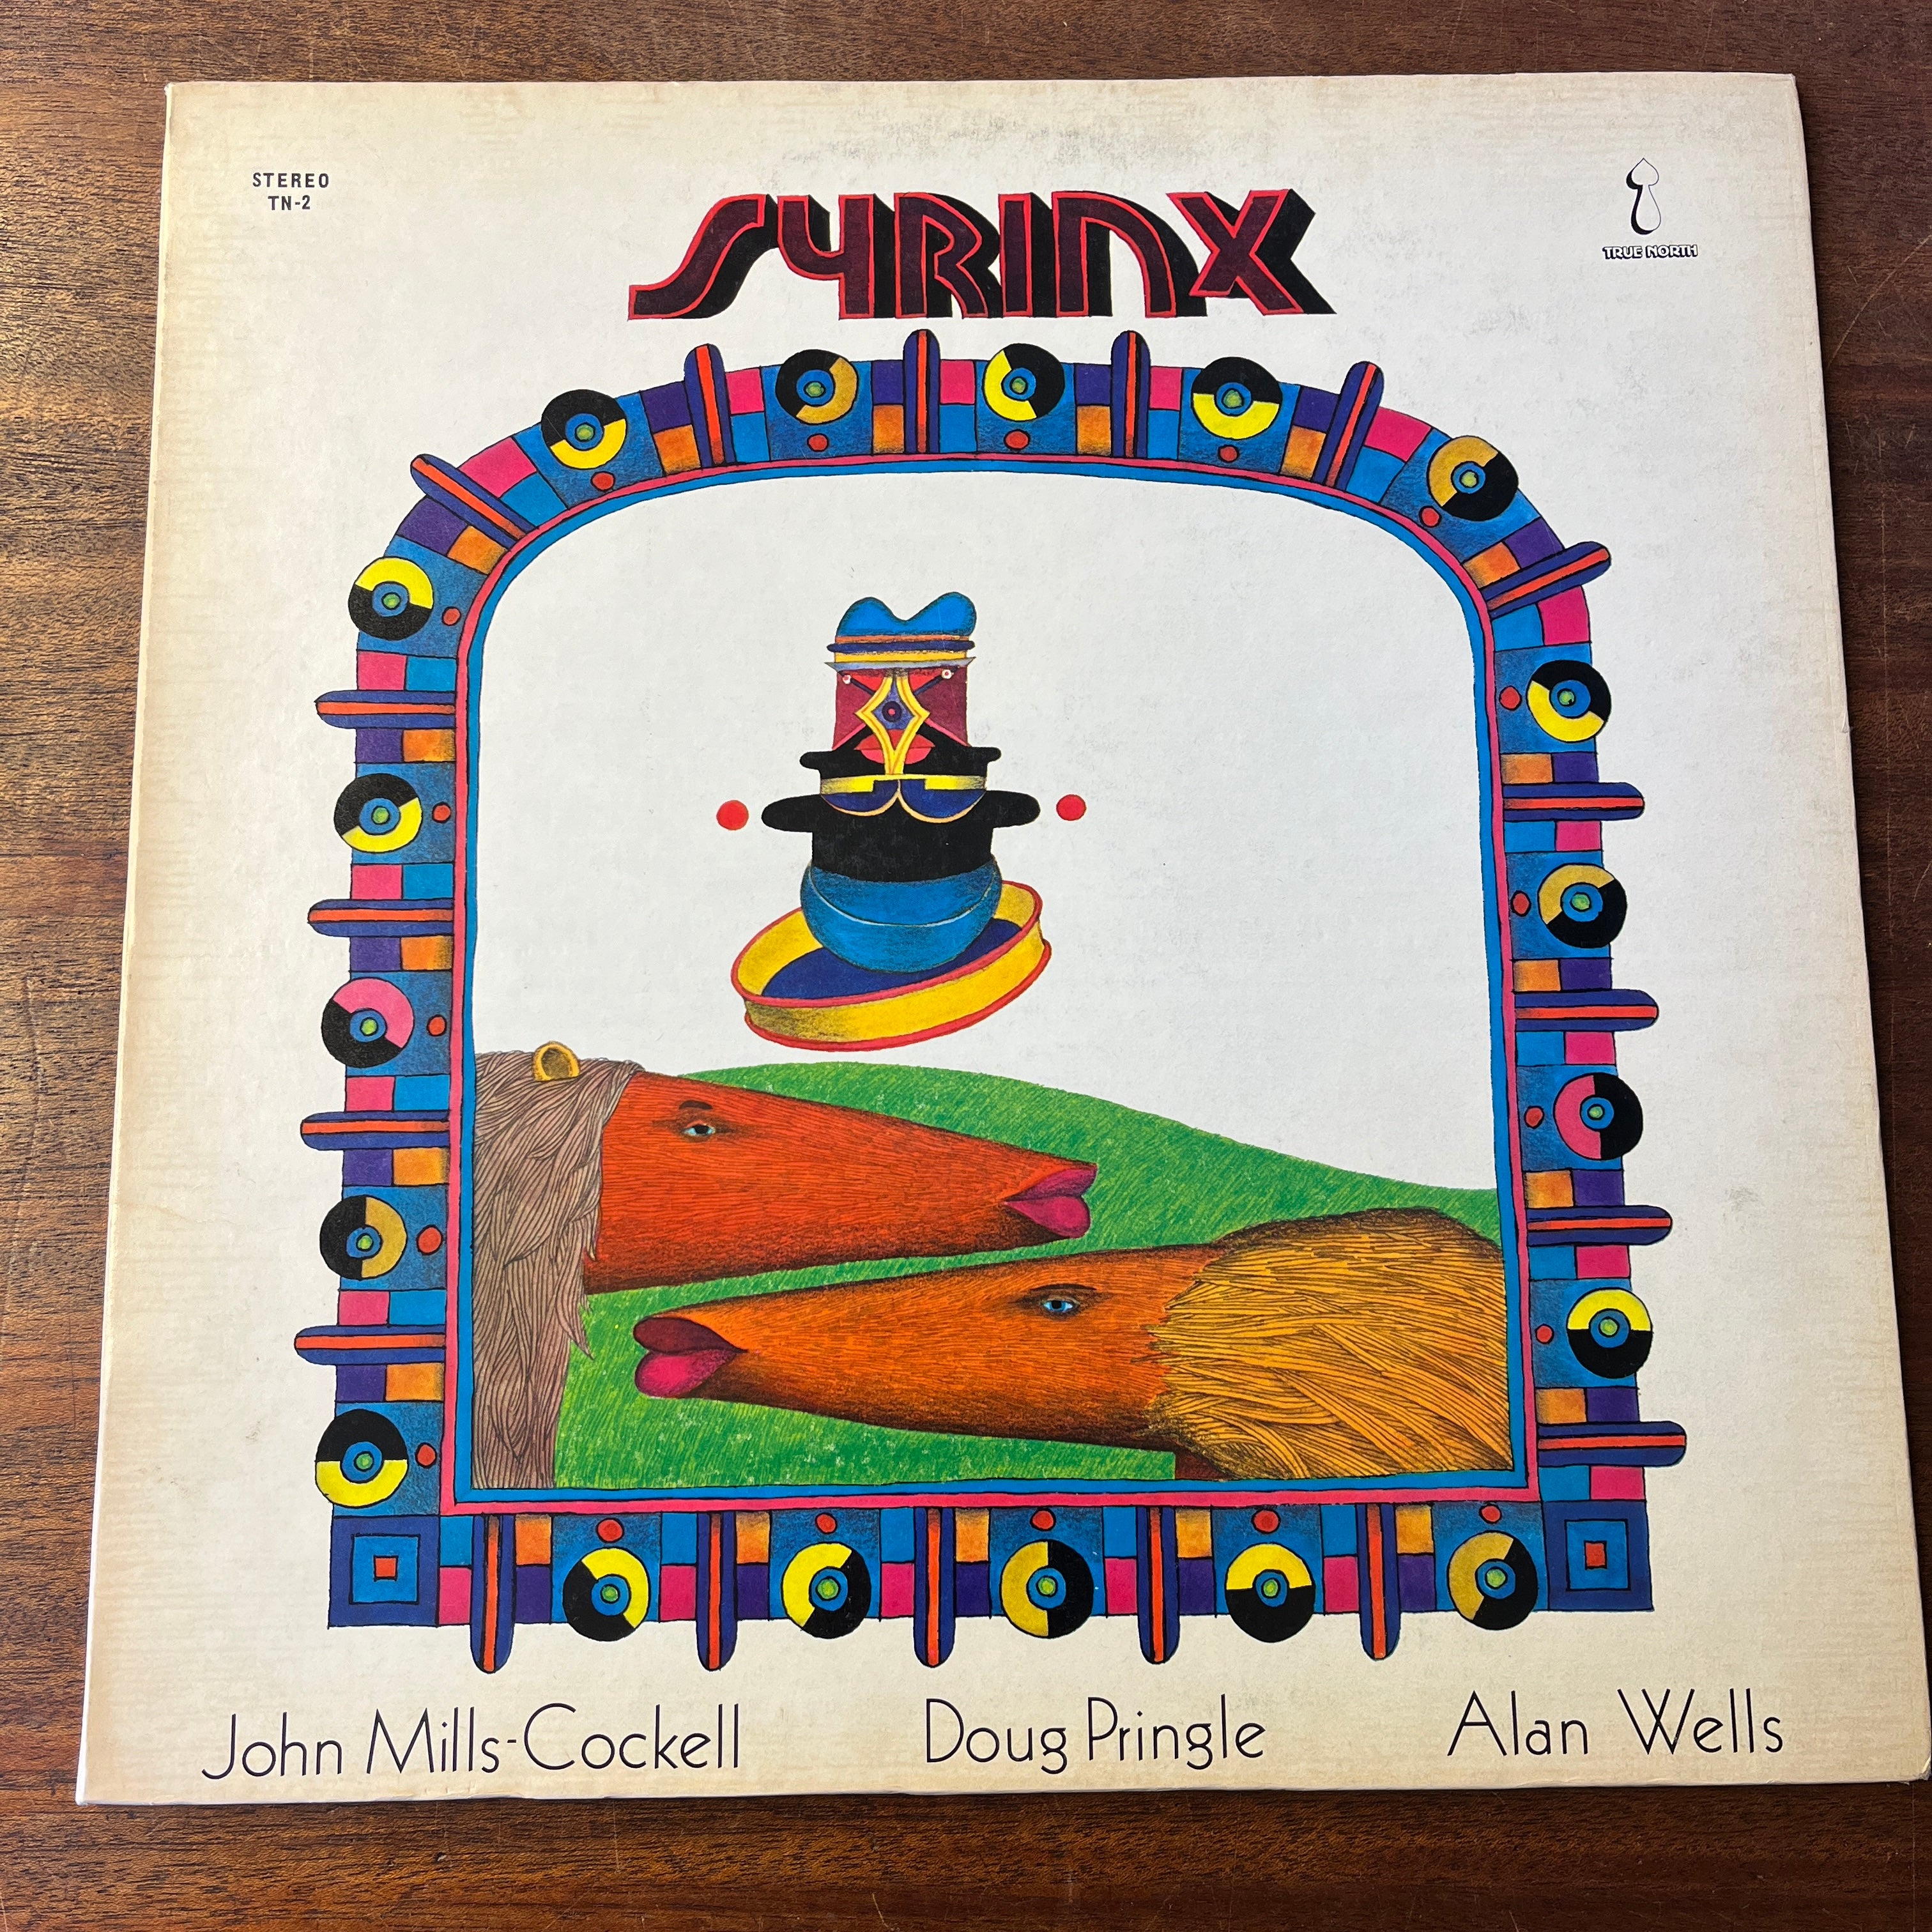 STEREO
TN-2
SYRINX
TRUE NORTH
John Mills-Cockell
Doug Pringle
Alan Wells